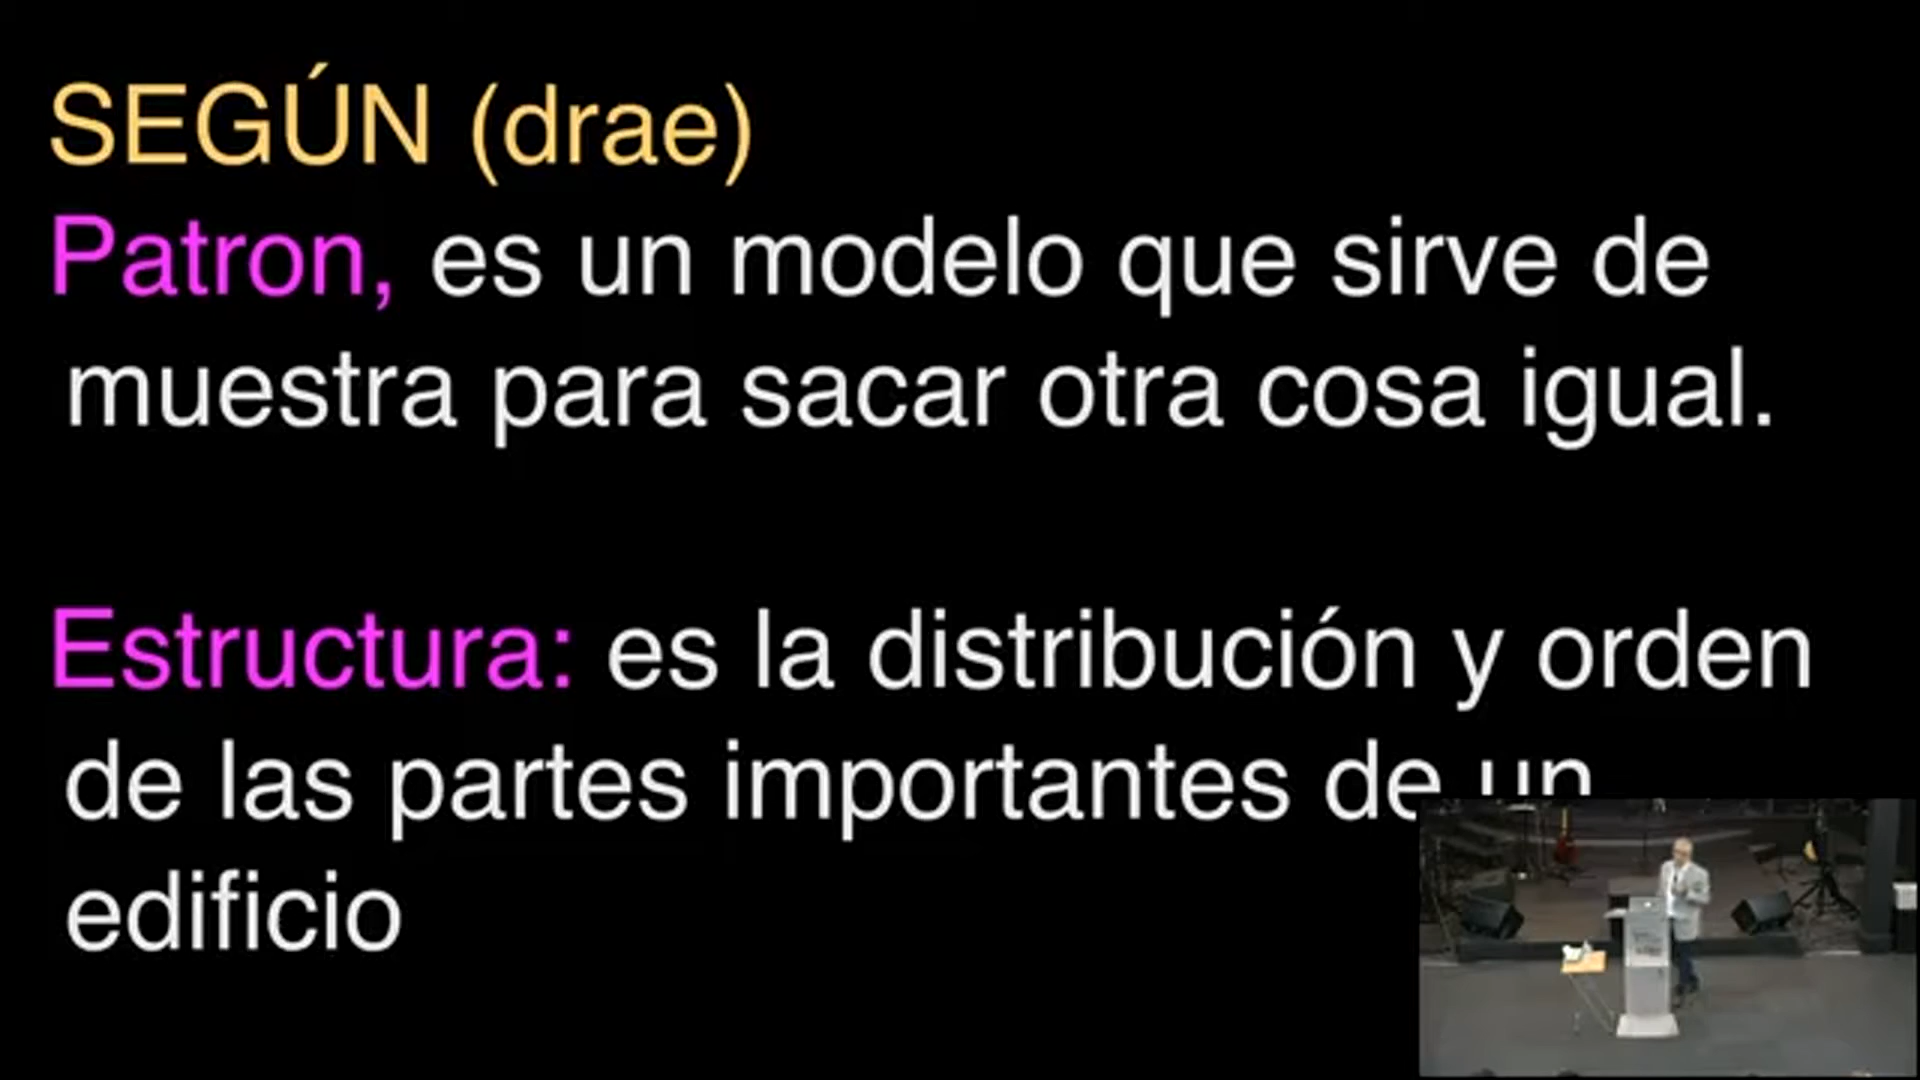 SEGÚN (drae)
Patron, es un modelo que sirve de
muestra para sacar otra cosa igual.
Estructura: es la distribución y orden
de las partes importantes de un
edificio